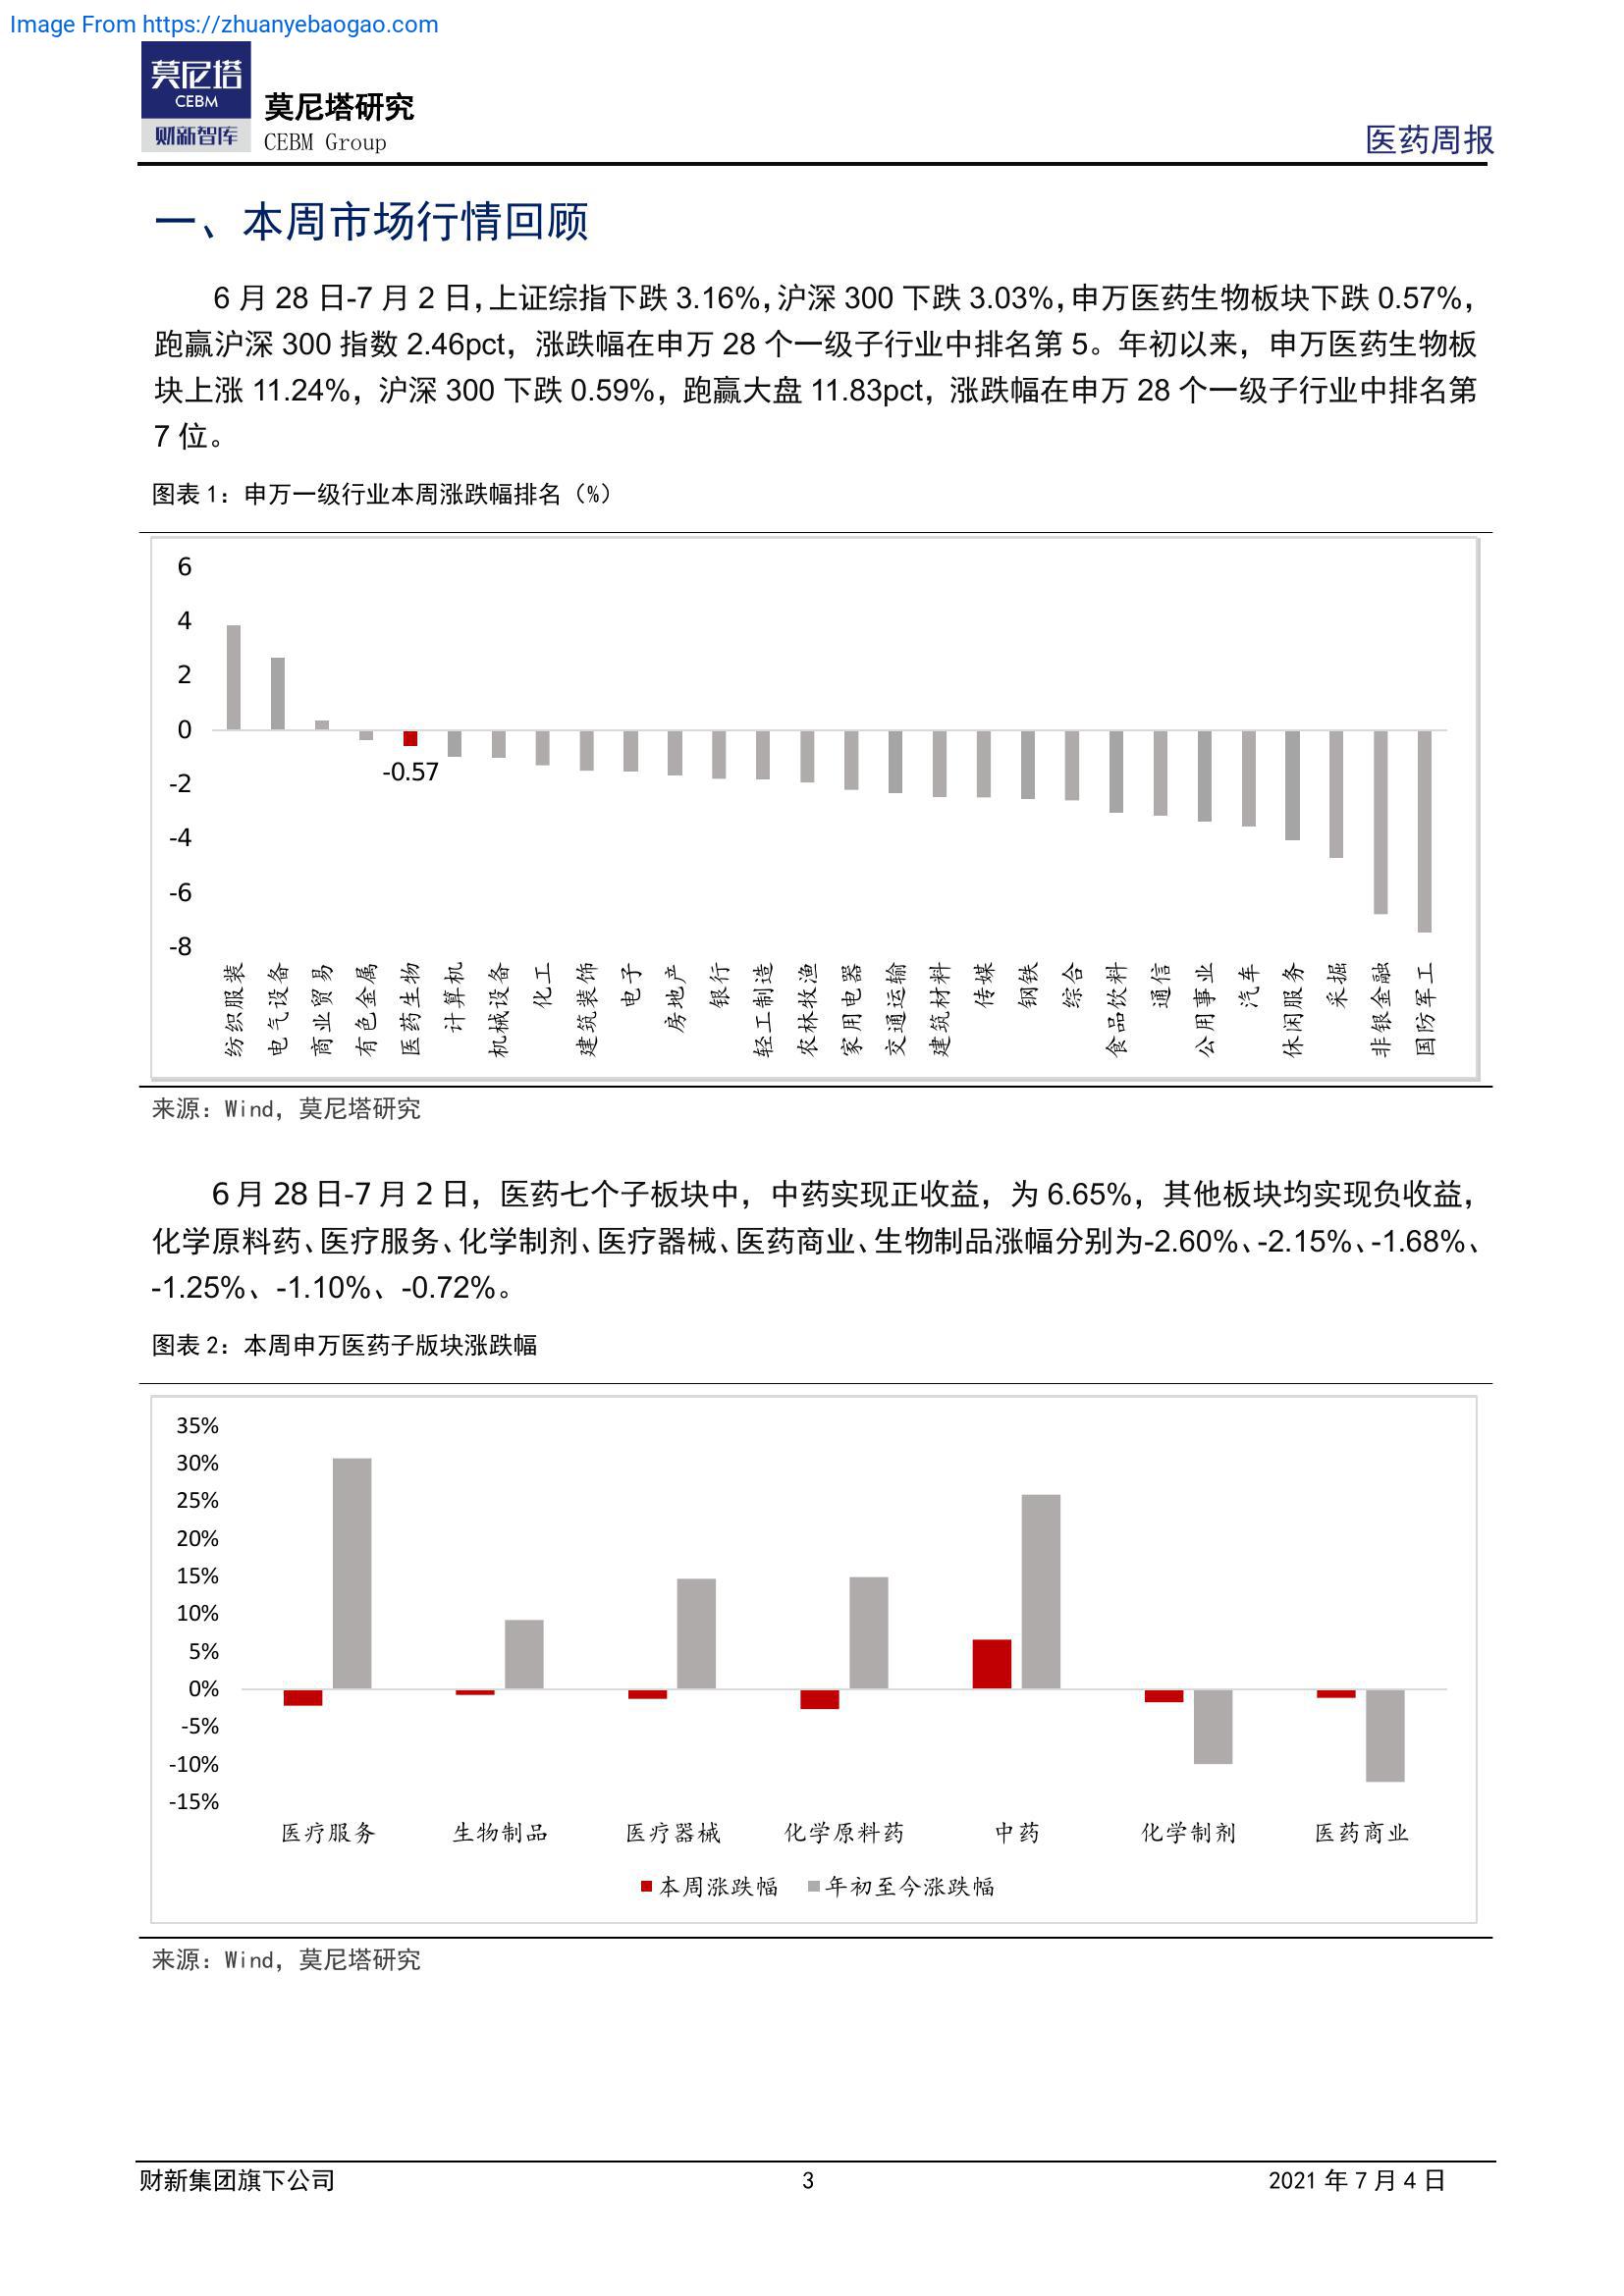 Image From https://zhuanyebaogao.com
莫尼塔
CEBM
财新智库
莫尼塔研究
CEBM Group
医药周报
一、本周市场行情回顾
6 月 28 日-7 月 2 日，上证综指下跌 3.16%，沪深 300 下跌 3.03%，申万医药生物板块下跌 0.57%，
跑赢沪深 300 指数 2.46pct，涨跌幅在申万 28 个一级子行业中排名第 5。年初以来，申万医药生物板
块上涨 11.24%，沪深 300 下跌 0.59%，跑赢大盘 11.83pct，涨跌幅在申万 28 个一级子行业中排名第
7 位。
图表 1：申万一级行业本周涨跌幅排名（%）
6
4
2
0
-2
-4
-6
-8
-0.57
纺织服装
电气设备
商业贸易
有色金属
医药生物
计算机
机械设备
化工
建筑装饰
电子
房地产
银行
轻工制造
农林牧渔
家用电器
交通运输
建筑材料
传媒
钢铁
综合
食品饮料
通信
公用事业
汽车
休闲服务
采掘
非银金融
国防军工
来源：Wind，莫尼塔研究
6 月 28 日-7 月 2 日，医药七个子板块中，中药实现正收益，为 6.65%，其他板块均实现负收益，
化学原料药、医疗服务、化学制剂、医疗器械、医药商业、生物制品涨幅分别为-2.60%、-2.15%、-1.68%、
-1.25%、-1.10%、-0.72%。
图表 2：本周申万医药子版块涨跌幅
35%
30%
25%
20%
15%
10%
5%
0%
-5%
-10%
-15%
医疗服务 生物制品 医疗器械 化学原料药 中药 化学制剂 医药商业
本周涨跌幅 年初至今涨跌幅
来源：Wind，莫尼塔研究
财新集团旗下公司 3 2021 年 7 月 4 日